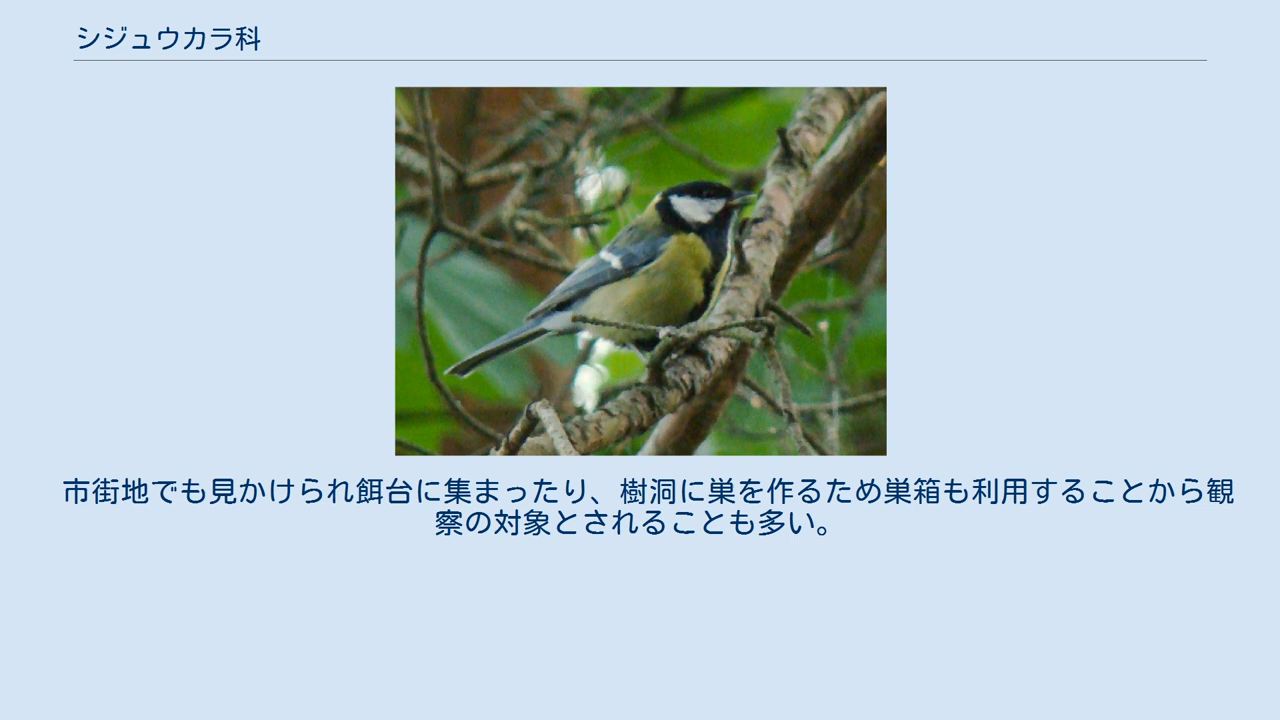 シジュウカラ科
市街地でも見かけられ餌台に集まったり、樹洞に巣を作るため巣箱も利用することから観
察の対象とされることも多い。